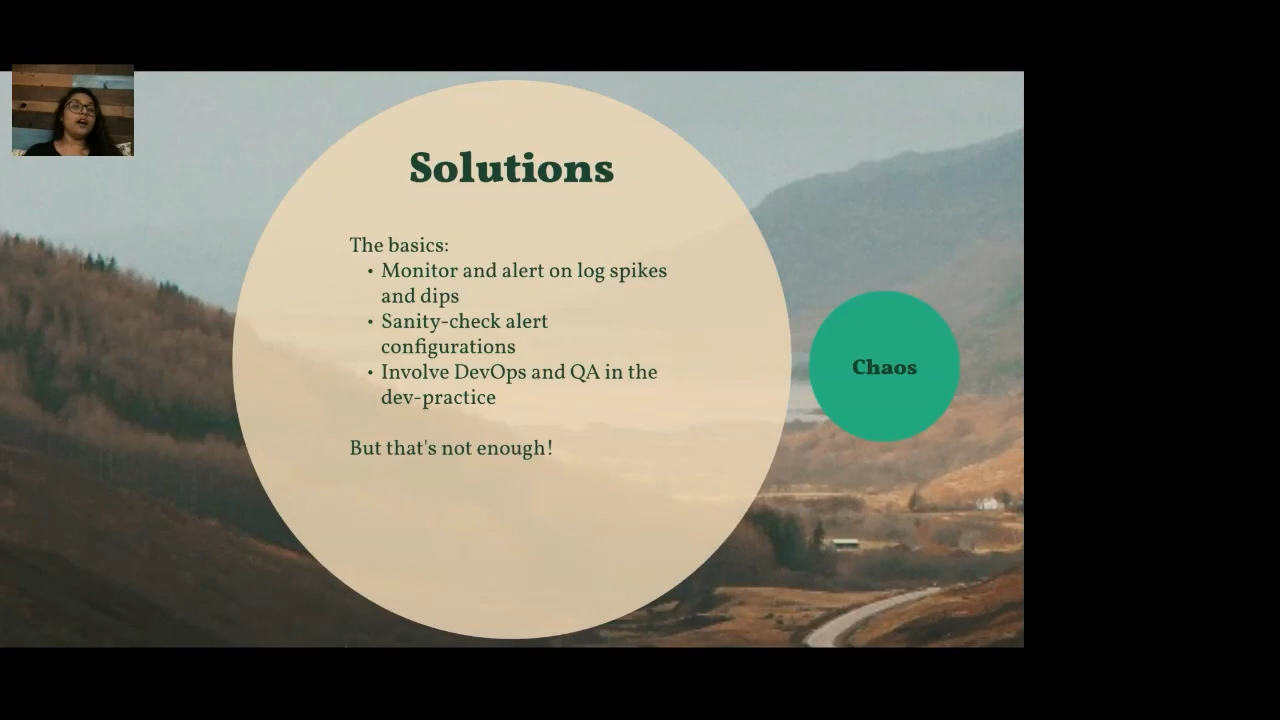 Solutions
The basics:
• Monitor and alert on log spikes
and dips
• Sanity-check alert
configurations
• Involve DevOps and QA in the
dev-practice
But that's not enough!
Chaos